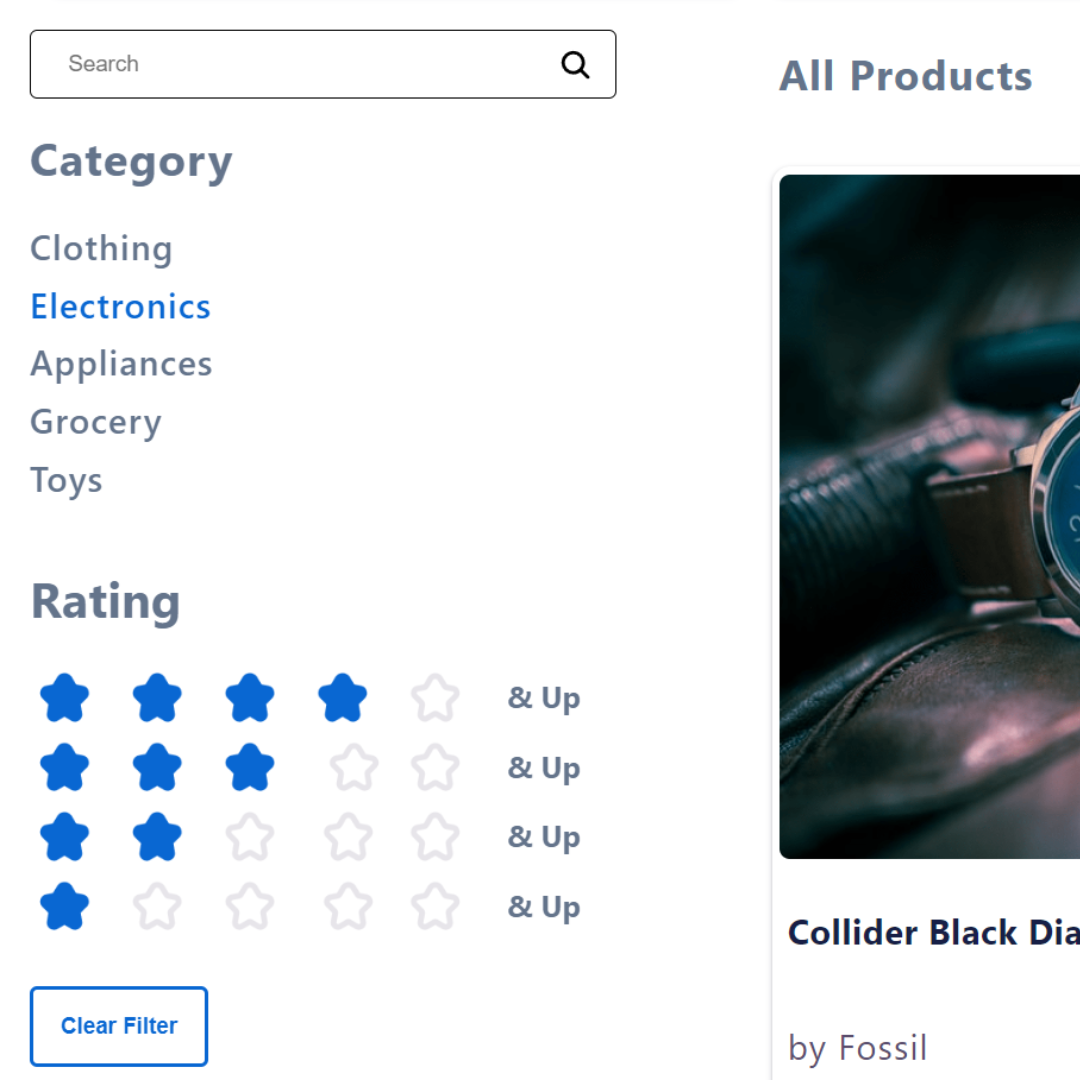 Search
Category
Clothing
Electronics
Appliances
Grocery
Toys
Rating
& Up
& Up
& Up
& Up
Clear Filter
All Products
Collider Black
by Fossil